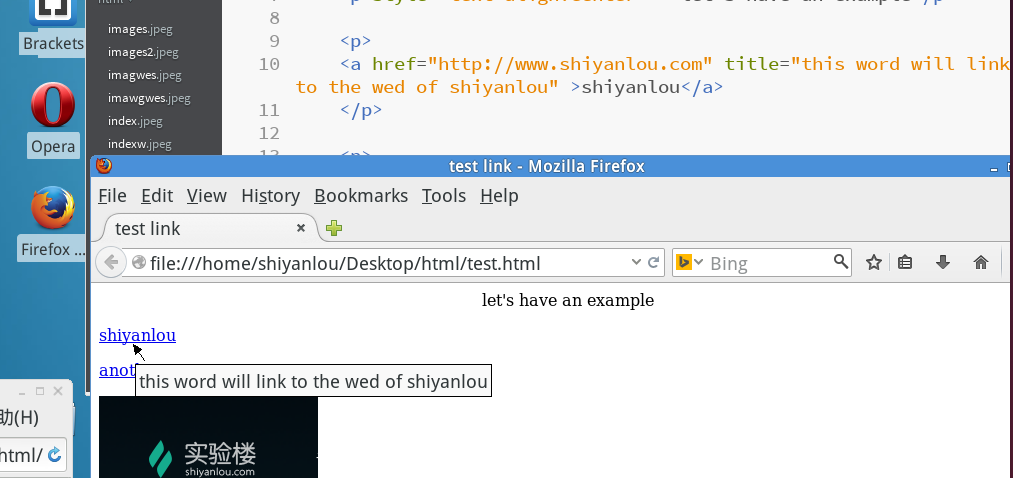 html
Brackets
images.jpeg
images2.jpeg
imagwes.jpeg
imawgwes.jpeg
index.jpeg
indexw.jpeg
Opera
Firefox ...
8
9 <p>
10 <a href="http://www.shiyanlou.com" title="this word will link
to the wed of shiyanlou" >shiyanlou</a>
11 </p>
12
test link - Mozilla Firefox
File Edit View History Bookmarks Tools Help
test link
file:///home/shiyanlou/Desktop/html/test.html
Bing
let's have an example
shiyanlou
anot
this word will link to the wed of shiyanlou
实验楼
shiyanlou.com
助(H)
html/